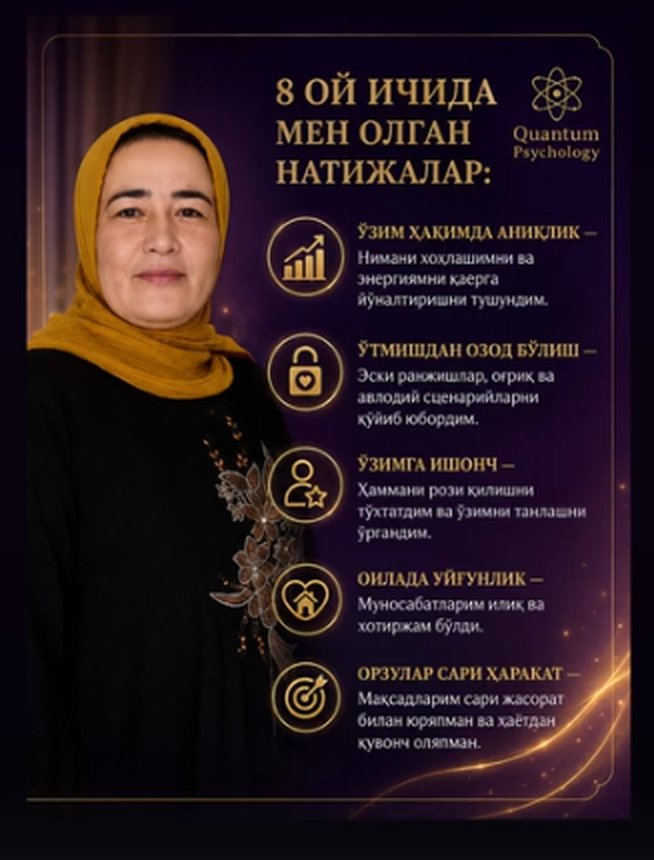 8 ОЙ ИЧИДА
МЕН ОЛГАН
НАТИЖАЛАР:
Quantum
Psychology
ЎЗИМ ҲАҚИМДА АНИҚЛИК —
Нимани хоҳлашимни ва
энергиямни қаерга
йўналтиришни тушундим.
ЎТМИШДАН ОЗОД БЎЛИШ —
Эски ранжишлар, оғриқ ва
авлодий сценарийларни
қўйиб юбордим.
ЎЗИМГА ИШОНЧ —
Ҳаммани рози қилишни
тўхтатдим ва ўзимни танлашни
ўргандим.
ОИЛАДА УЙҒУНЛИК —
Муносабатларим илиқ ва
хотиржам бўлди.
ОРЗУЛАР САРИ ҲАРАКАТ —
Мақсадларим сари жасорат
билан юряпман ва ҳаётдан
қувонч оляпман.